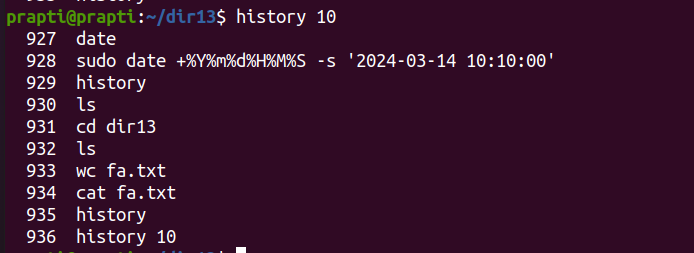 prapti@prapti:~/dir13$ history 10
927 date
928 sudo date +%Y%m%d%H%M%S -s '2024-03-14 10:10:00'
929 history
930 ls
931 cd dir13
932 ls
933 wc fa.txt
934 cat fa.txt
935 history
936 history 10